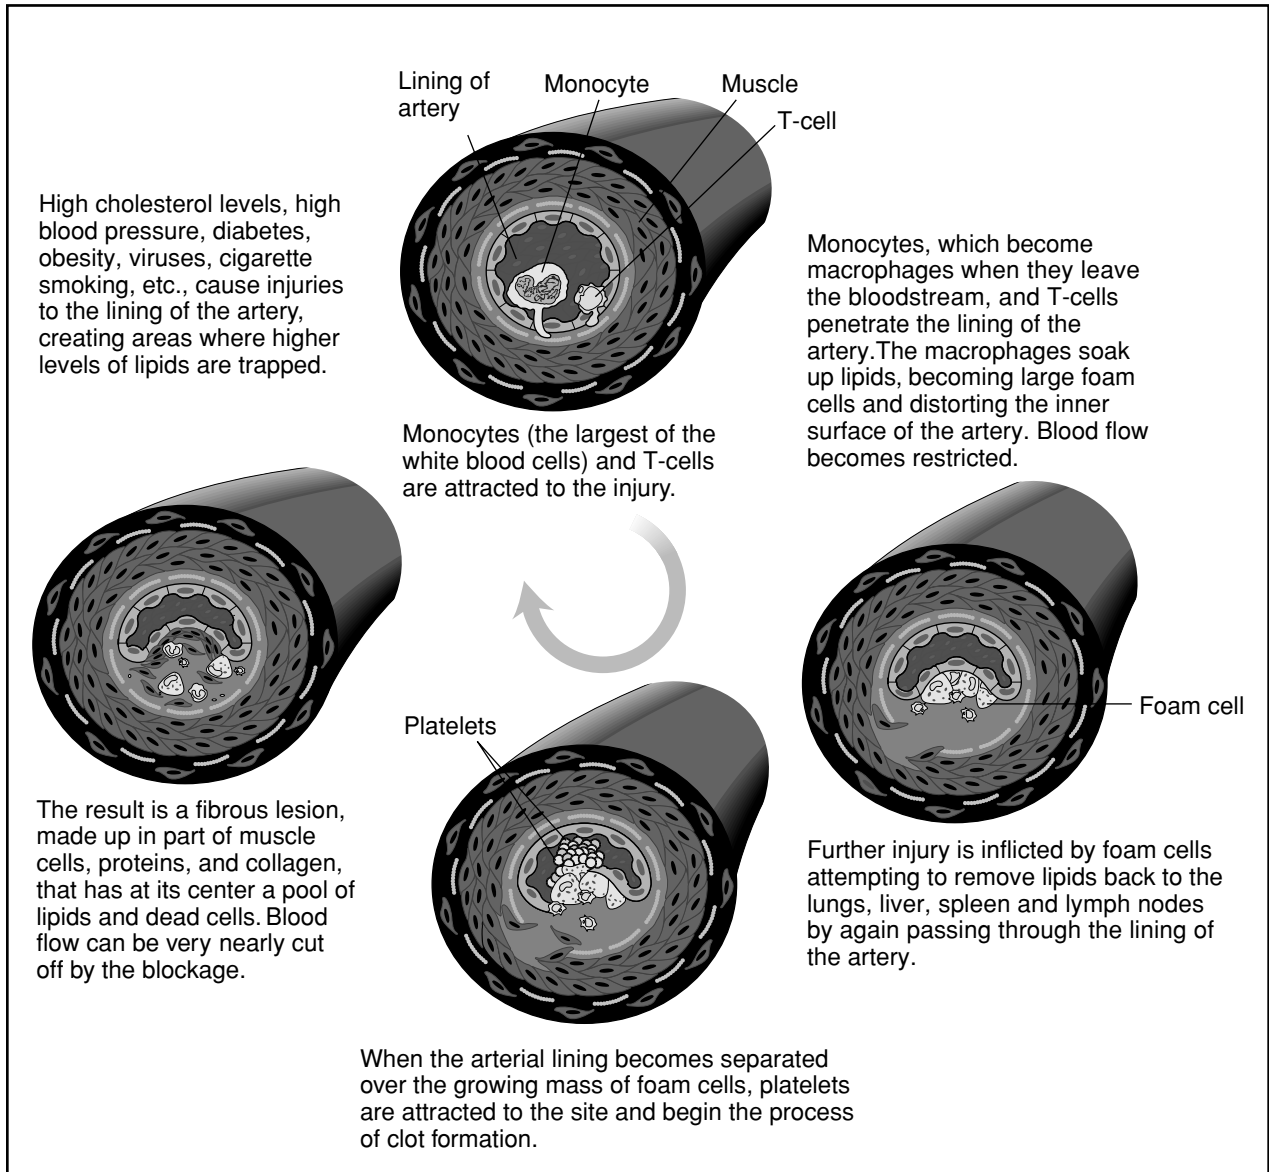 Lining of
artery
Monocyte
Muscle
T-cell
High cholesterol levels, high
blood pressure, diabetes,
obesity, viruses, cigarette
smoking, etc., cause injuries
to the lining of the artery,
creating areas where higher
levels of lipids are trapped.
Monocytes (the largest of the
white blood cells) and T-cells
are attracted to the injury.
Monocytes, which become
macrophages when they leave
the bloodstream, and T-cells
penetrate the lining of the
artery.The macrophages soak
up lipids, becoming large foam
cells and distorting the inner
surface of the artery. Blood flow
becomes restricted.
Foam cell
Further injury is inflicted by foam cells
attempting to remove lipids back to the
lungs, liver, spleen and lymph nodes
by again passing through the lining of
the artery.
Platelets
When the arterial lining becomes separated
over the growing mass of foam cells, platelets
are attracted to the site and begin the process
of clot formation.
The result is a fibrous lesion,
made up in part of muscle
cells, proteins, and collagen,
that has at its center a pool of
lipids and dead cells. Blood
flow can be very nearly cut
off by the blockage.